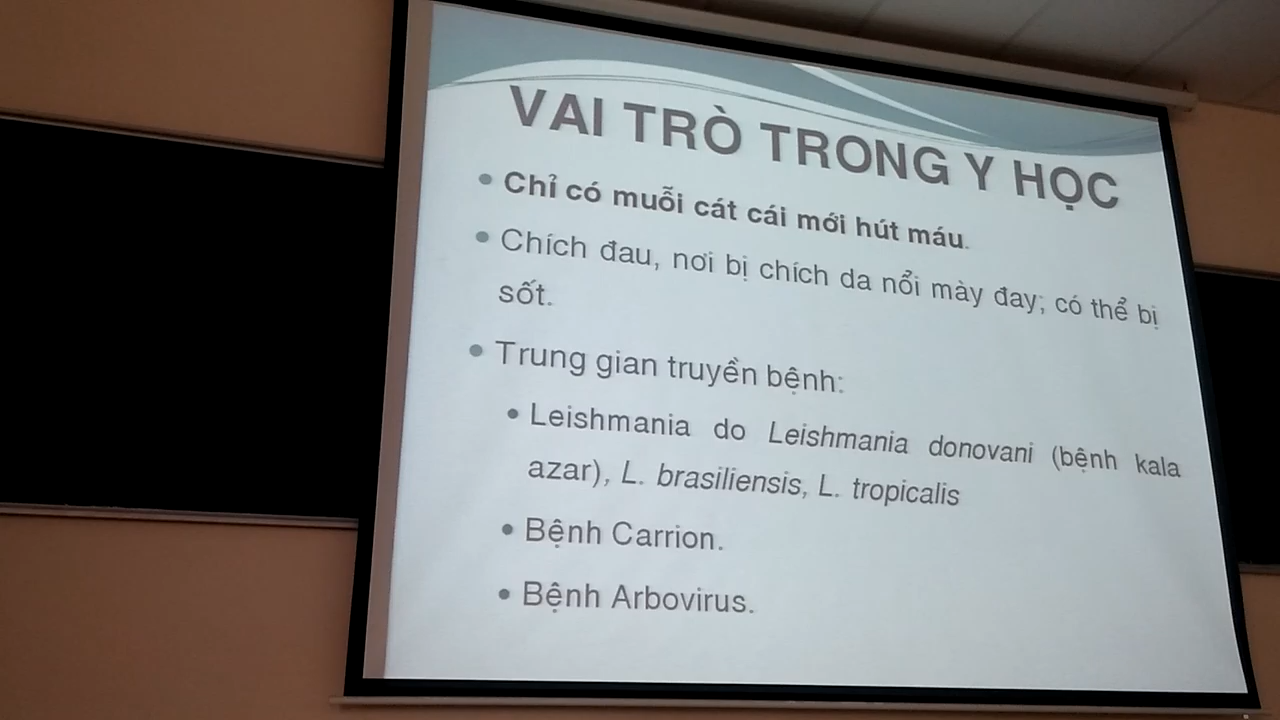 VAI TRÒ TRONG Y HỌC
• Chỉ có muỗi cát cái mới hút máu.
• Chích đau, nơi bị chích da nổi mày đay; có thể bị
sốt.
• Trung gian truyền bệnh:
• Leishmania do Leishmania donovani (bệnh kala
azar), L. brasiliensis, L. tropicalis
• Bệnh Carrion.
• Bệnh Arbovirus.